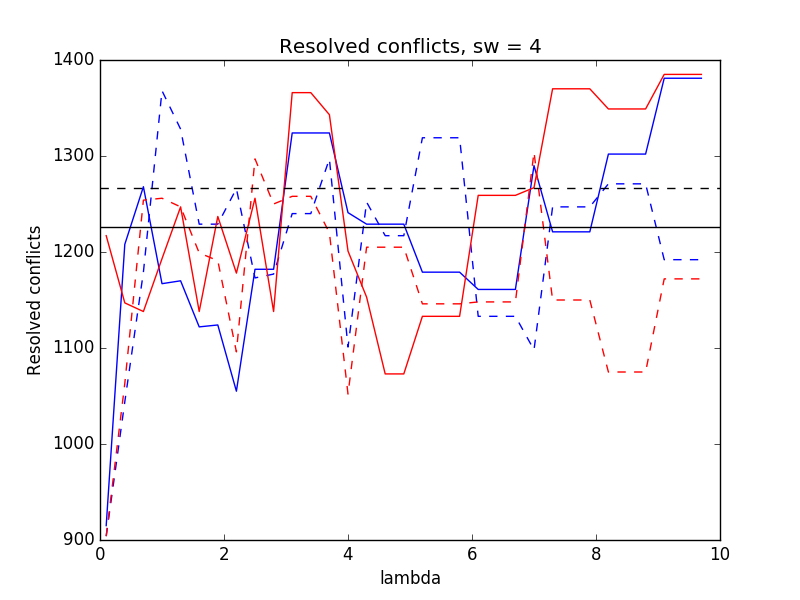 Resolved conflicts, sw = 4
1400
1300
1200
1100
1000
900
Resolved conflicts
0 2 4 6 8 10
lambda